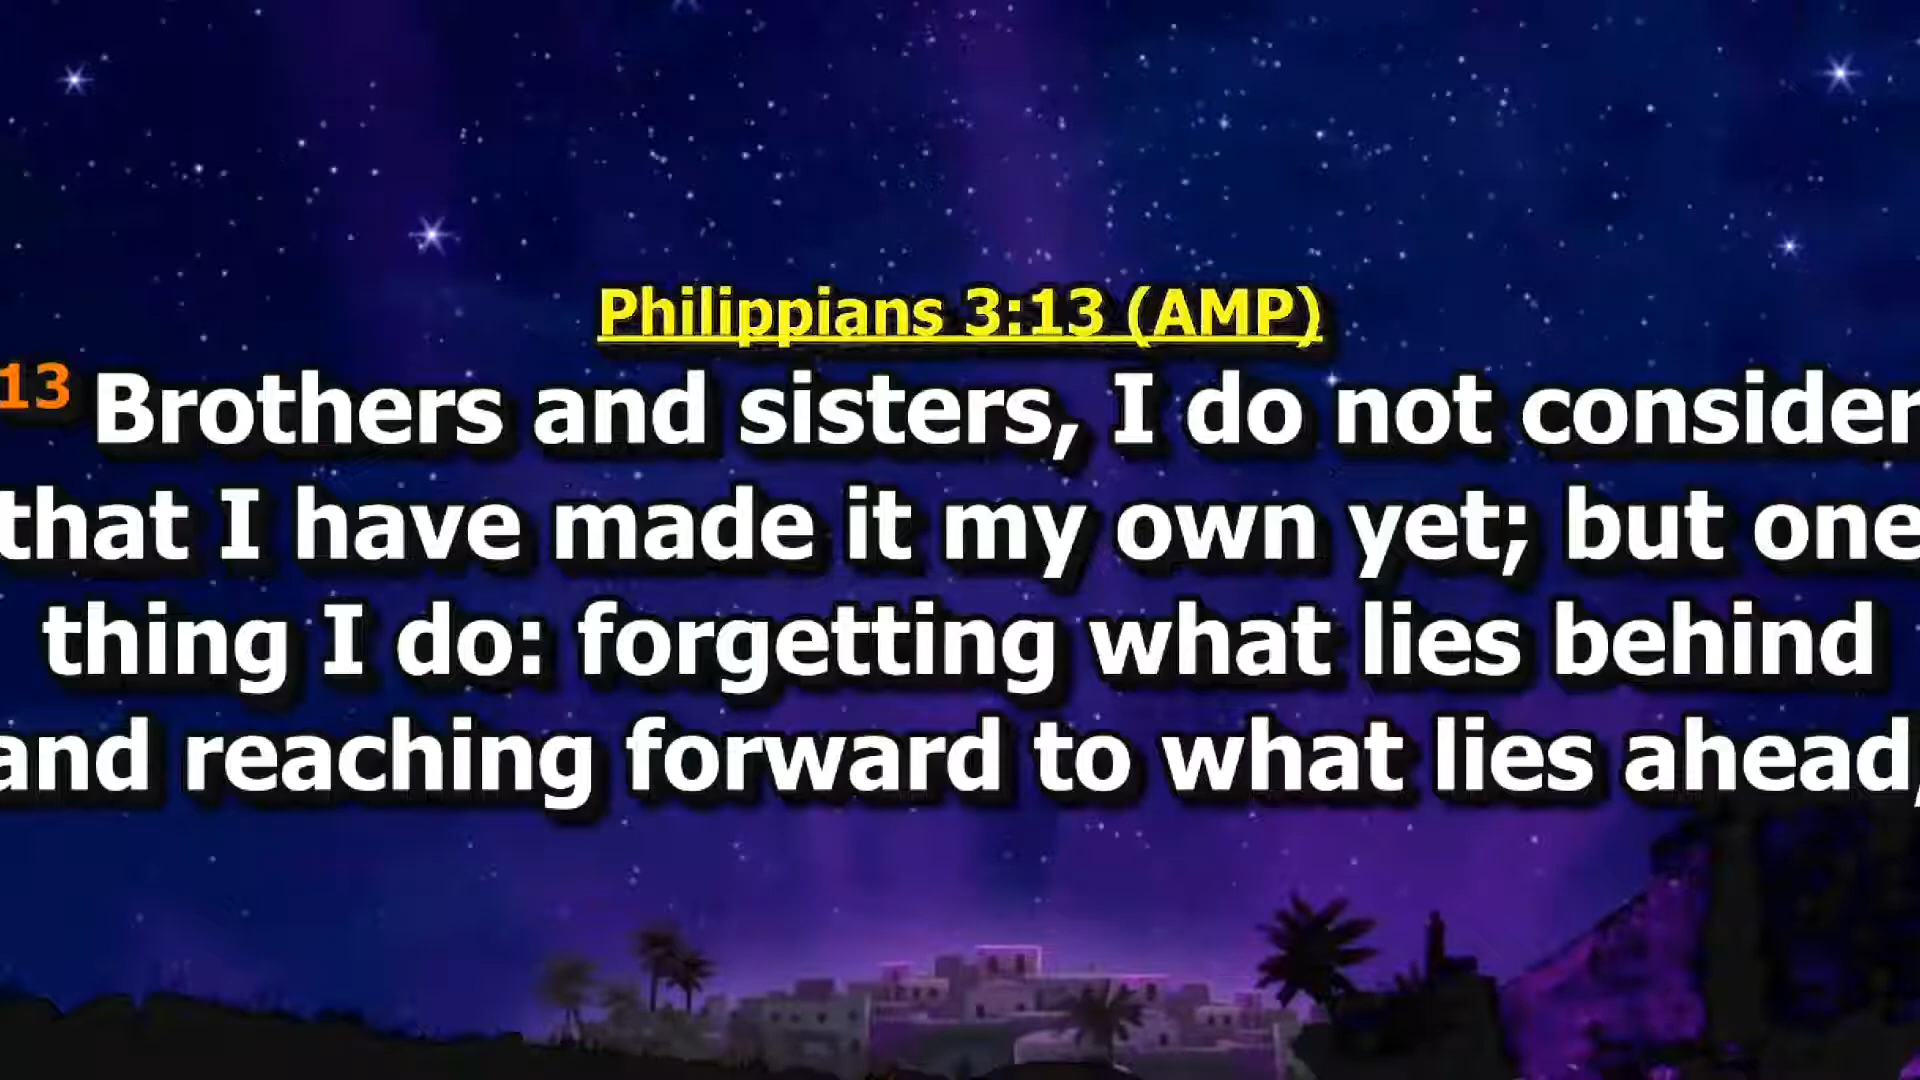 Philippians 3:13 (AMP)
13 Brothers and sisters, I do not consider
that I have made it my own yet; but one
thing I do: forgetting what lies behind
and reaching forward to what lies ahead,